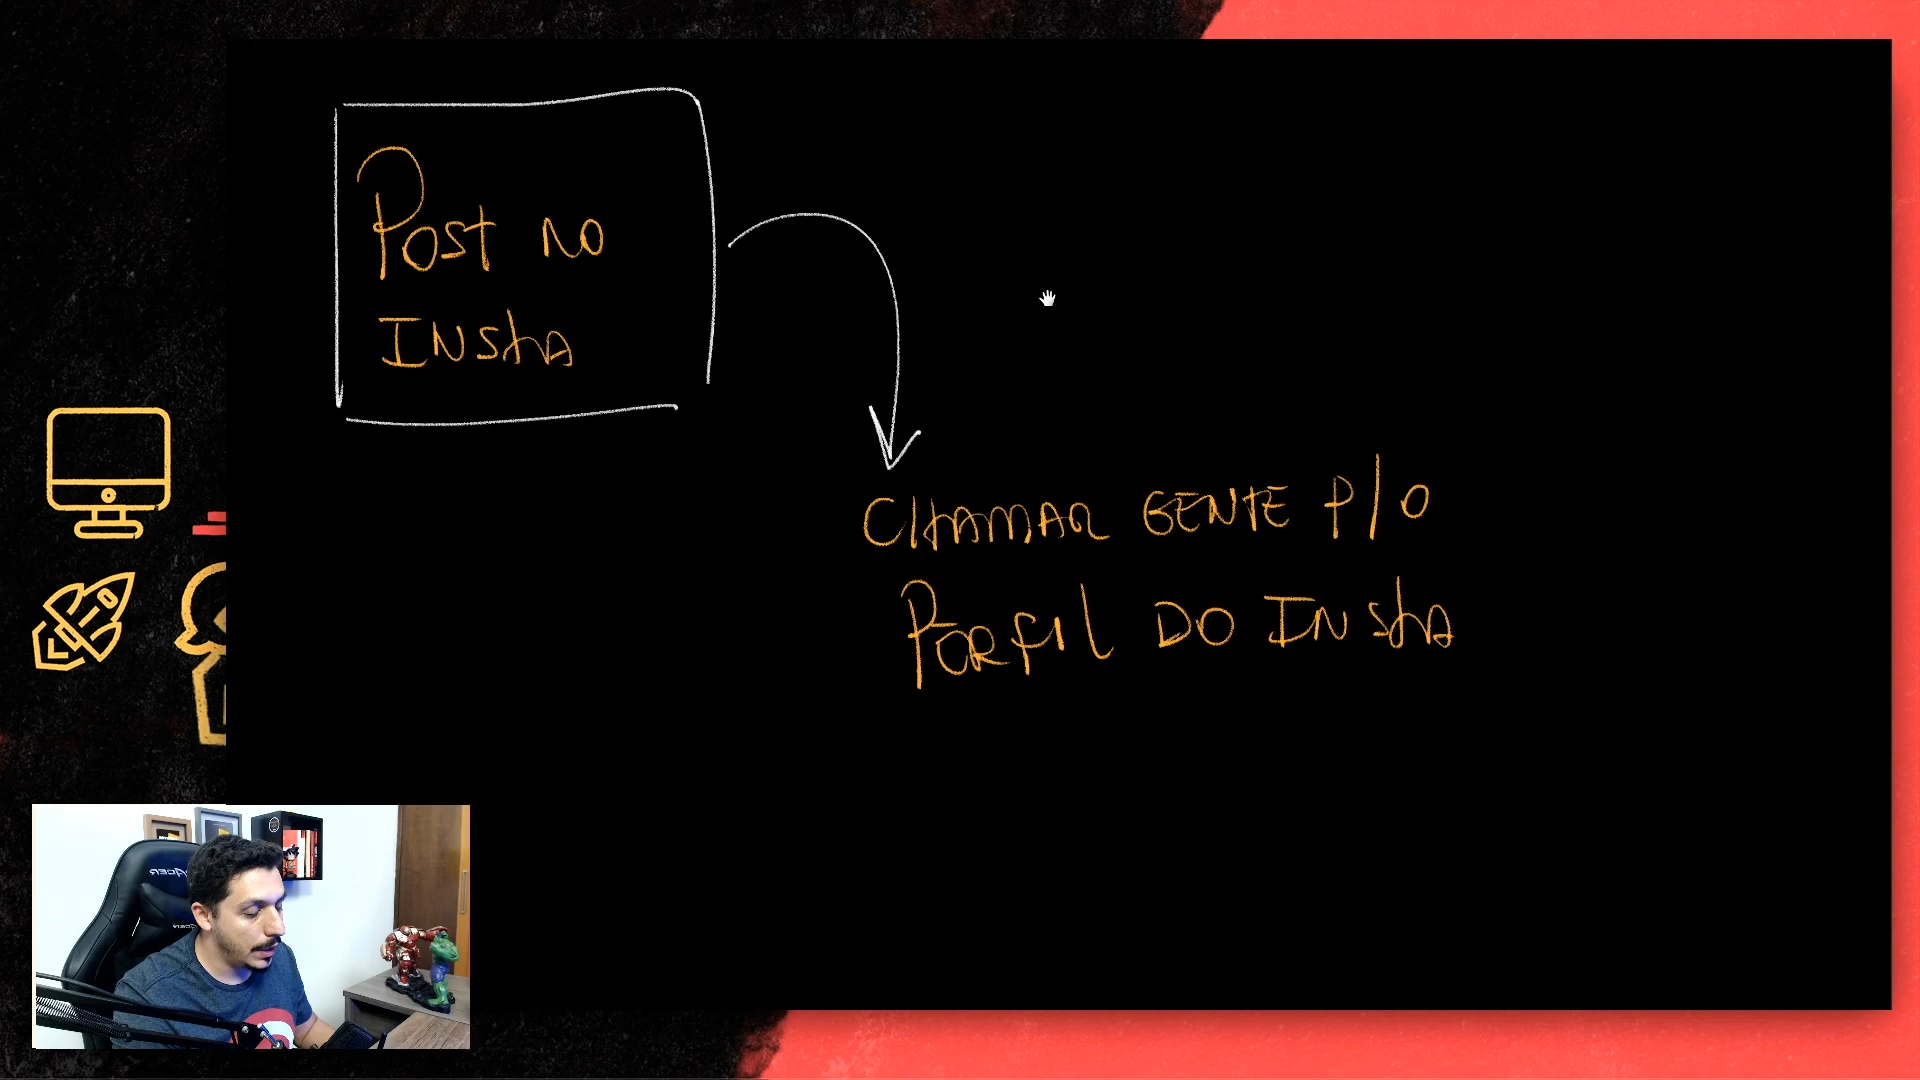 Post no
INSTA
CHAMAR GENTE P/ O
PERFIL DO INSTA